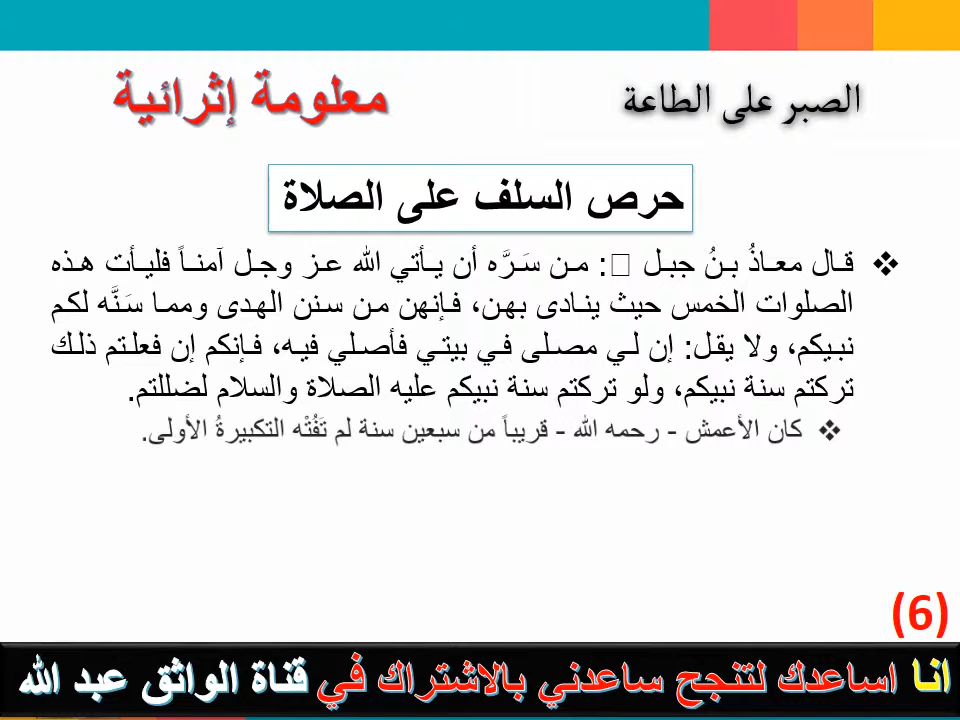 الصبر على الطاعة
معلومة إثرائية
حرص السلف على الصلاة
❖ قال معاذُ بنُ جبل □: من سَرَّه أن يأتي الله عز وجل آمناً فليأت هذه
الصلوات الخمس حيث ينادى بهن، فإنهن من سنن الهدى ومما سَنَّه لكم
نبيكم، ولا يقل: إن لي مصلى في بيتي فأصلي فيه، فإنكم إن فعلتم ذلك
تركتم سنة نبيكم، ولو تركتم سنة نبيكم عليه الصلاة والسلام لضللتم.
❖ كان الأعمش - رحمه الله - قريباً من سبعين سنة لم تَفُتْه التكبيرةُ الأولى.
(6)
انا اساعدك لتنجح ساعدني بالاشتراك في قناة الواثق عبد الله